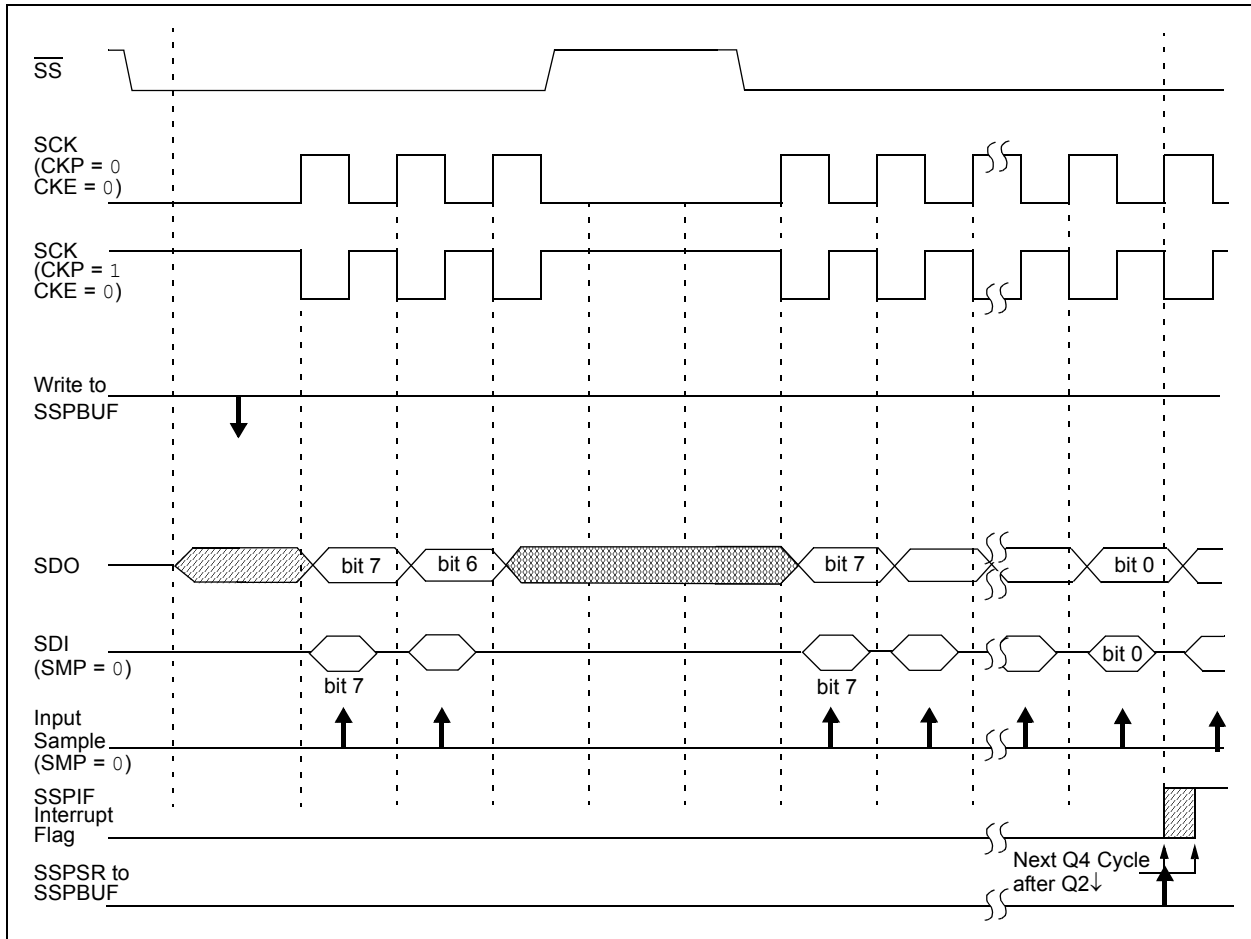 SS
SCK
(CKP = 0
CKE = 0)
SCK
(CKP = 1
CKE = 0)
Write to
SSPBUF
SDO
bit 7
bit 6
bit 7
bit 0
SDI
(SMP = 0)
bit 7
bit 7
bit 0
Input
Sample
(SMP = 0)
SSPIF
Interrupt
Flag
Next Q4 Cycle
after Q2↓
SSPSR to
SSPBUF